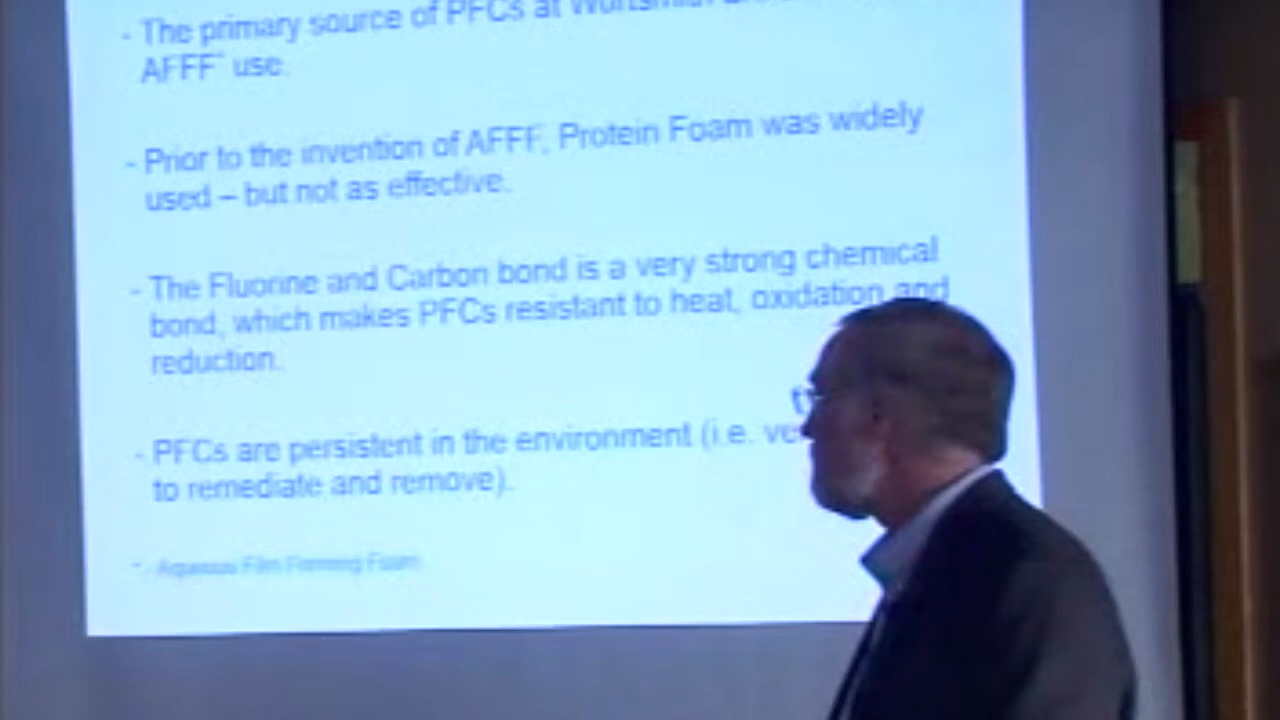 - The primary source of PFCs at Wurtsmith
AFFF* use.
- Prior to the invention of AFFF, Protein Foam was widely
used – but not as effective.
- The Fluorine and Carbon bond is a very strong chemical
bond, which makes PFCs resistant to heat, oxidation and
reduction.
- PFCs are persistent in the environment (i.e.
to remediate and remove).
* Aqueous Film Forming Foam